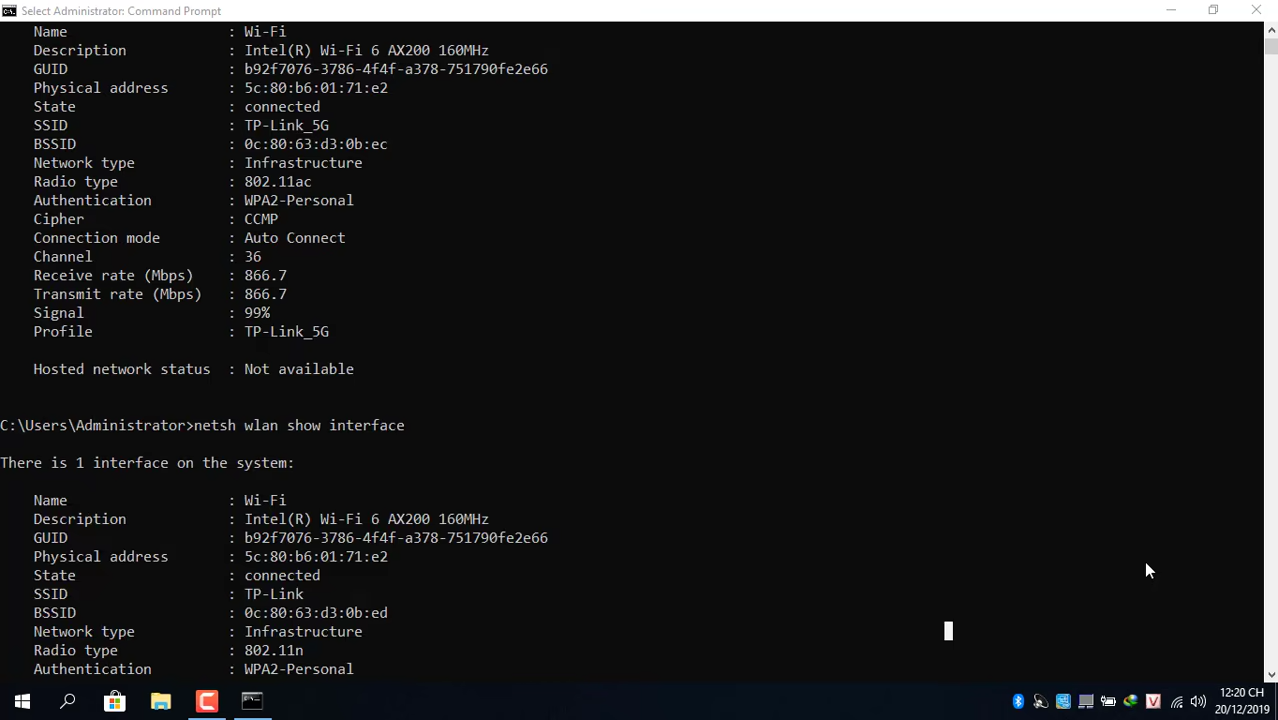 Select Administrator: Command Prompt
Name : Wi-Fi
Description : Intel(R) Wi-Fi 6 AX200 160MHz
GUID : b92f7076-3786-4f4f-a378-751790fe2e66
Physical address : 5c:80:b6:01:71:e2
State : connected
SSID : TP-Link_5G
BSSID : 0c:80:63:d3:0b:ec
Network type : Infrastructure
Radio type : 802.11ac
Authentication : WPA2-Personal
Cipher : CCMP
Connection mode : Auto Connect
Channel : 36
Receive rate (Mbps) : 866.7
Transmit rate (Mbps) : 866.7
Signal : 99%
Profile : TP-Link_5G
Hosted network status : Not available
C:\Users\Administrator>netsh wlan show interface
There is 1 interface on the system:
Name : Wi-Fi
Description : Intel(R) Wi-Fi 6 AX200 160MHz
GUID : b92f7076-3786-4f4f-a378-751790fe2e66
Physical address : 5c:80:b6:01:71:e2
State : connected
SSID : TP-Link
BSSID : 0c:80:63:d3:0b:ed
Network type : Infrastructure
Radio type : 802.11n
Authentication : WPA2-Personal
12:20 CH
20/12/2019